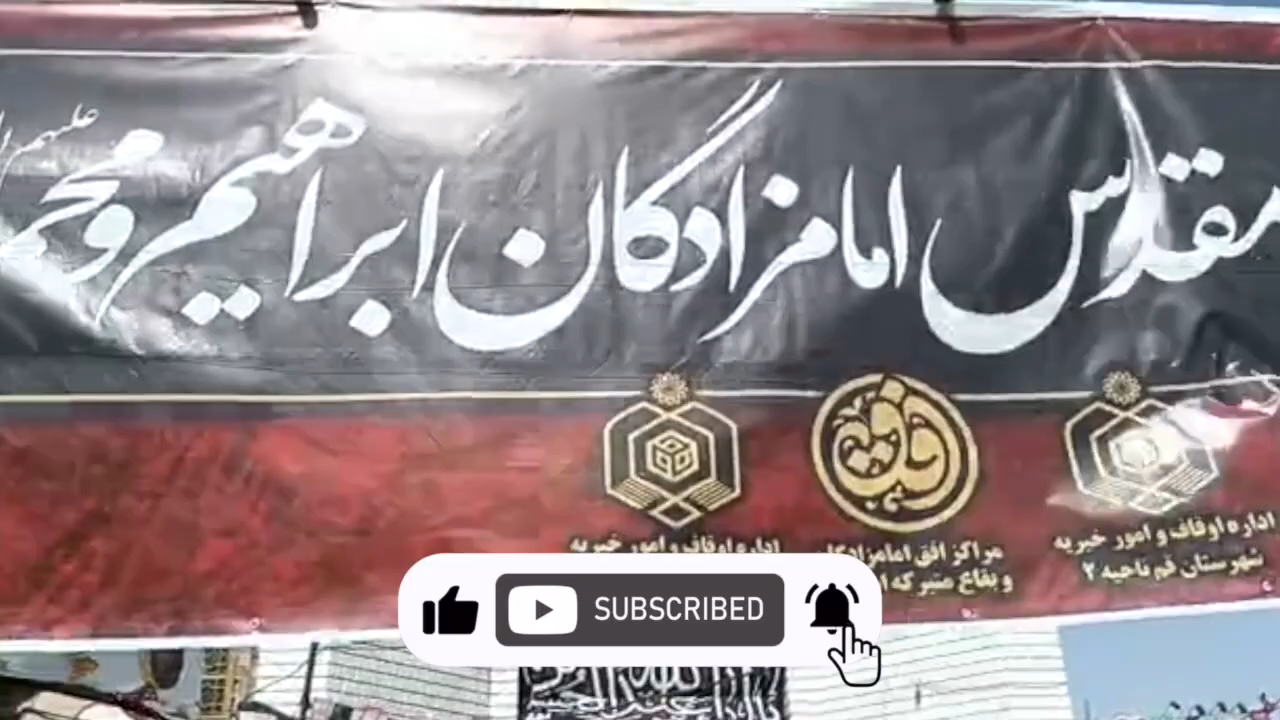 مقدس امامزادگان ابراهیم و محمد علیهم
اداره اوقاف و امور خیریه
شهرستان قم ناحیه ۲
مراکز افق امامزادگان
و بقاع متبرکه
اداره اوقاف و امور خیریه
SUBSCRIBED